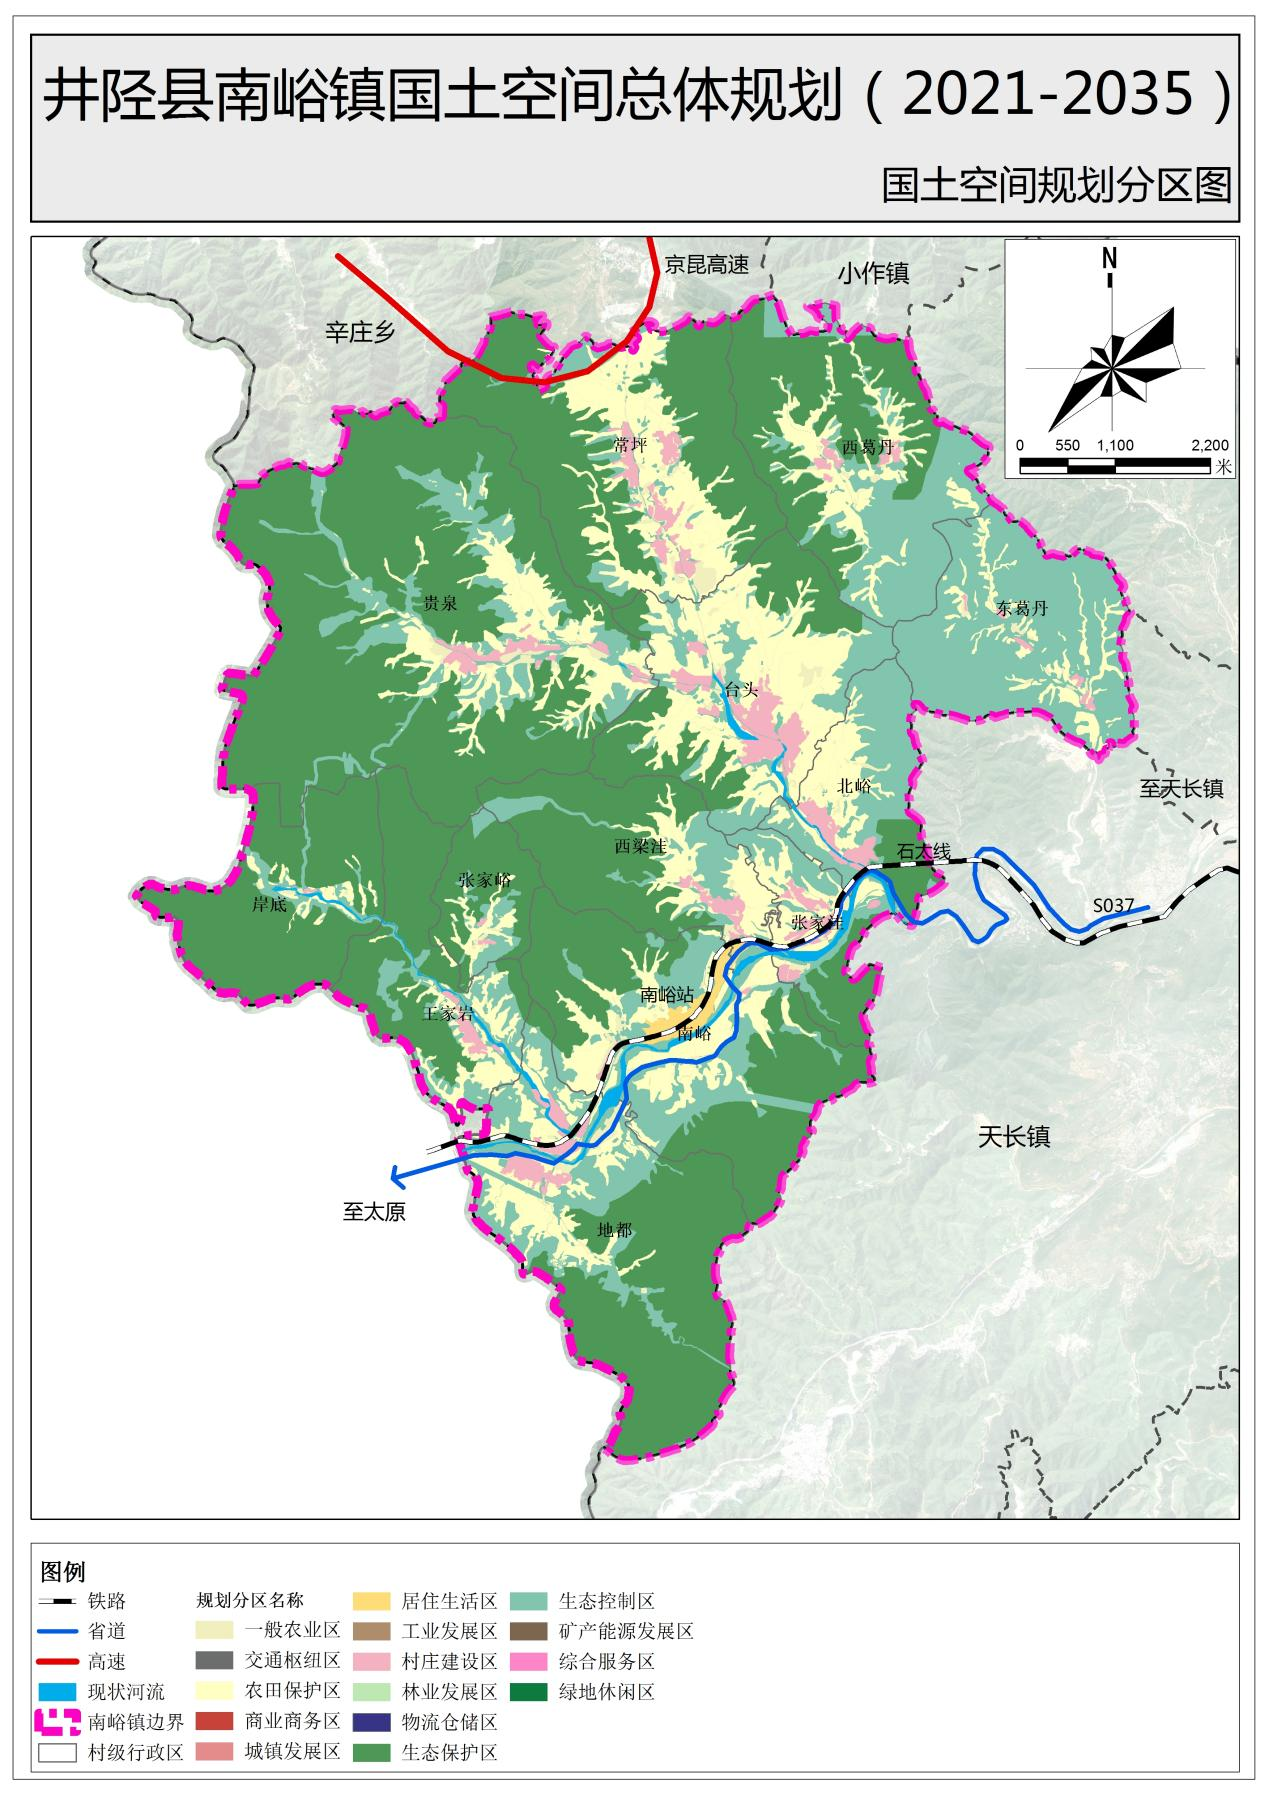 井陉县南峪镇国土空间总体规划（2021-2035）
国土空间规划分区图
京昆高速
小作镇
辛庄乡
N
0 550 1,100 2,200
米
常坪
西葛丹
贵泉
东葛丹
台头
北峪
至天长镇
西梁洼
石太线
张家峪
岸底
S037
张家洼
南峪站
王家岩
南峪
天长镇
至太原
地都
图例
铁路
省道
高速
现状河流
南峪镇边界
村级行政区
规划分区名称
一般农业区
交通枢纽区
农田保护区
商业商务区
城镇发展区
居住生活区
工业发展区
村庄建设区
林业发展区
物流仓储区
生态保护区
生态控制区
矿产能源发展区
综合服务区
绿地休闲区